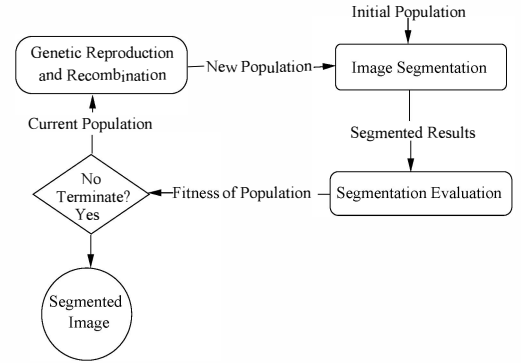 Initial Population
Genetic Reproduction
and Recombination
New Population
Image Segmentation
Current Population
Segmented Results
No
Terminate?
Yes
Fitness of Population
Segmentation Evaluation
Segmented
Image